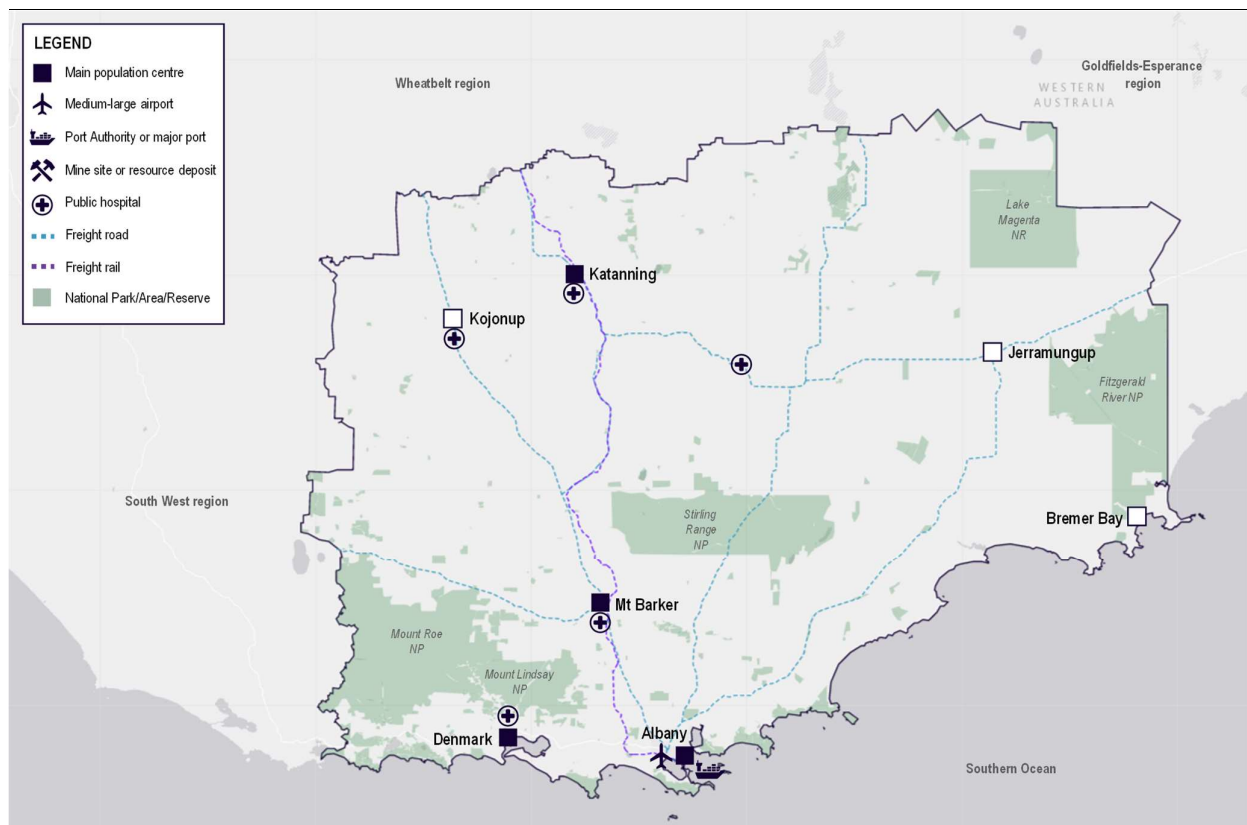 LEGEND
Main population centre
Medium-large airport
Port Authority or major port
Mine site or resource deposit
Public hospital
Freight road
Freight rail
National Park/Area/Reserve
Wheatbelt region
Goldfields-Esperance
region
WESTERN
AUSTRALIA
Lake
Magenta
NR
Katanning
Kojonup
Jerramungup
Fitzgerald
River NP
South West region
Stirling
Range
NP
Bremer Bay
Mt Barker
Mount Roe
NP
Mount Lindsay
NP
Denmark
Albany
Southern Ocean